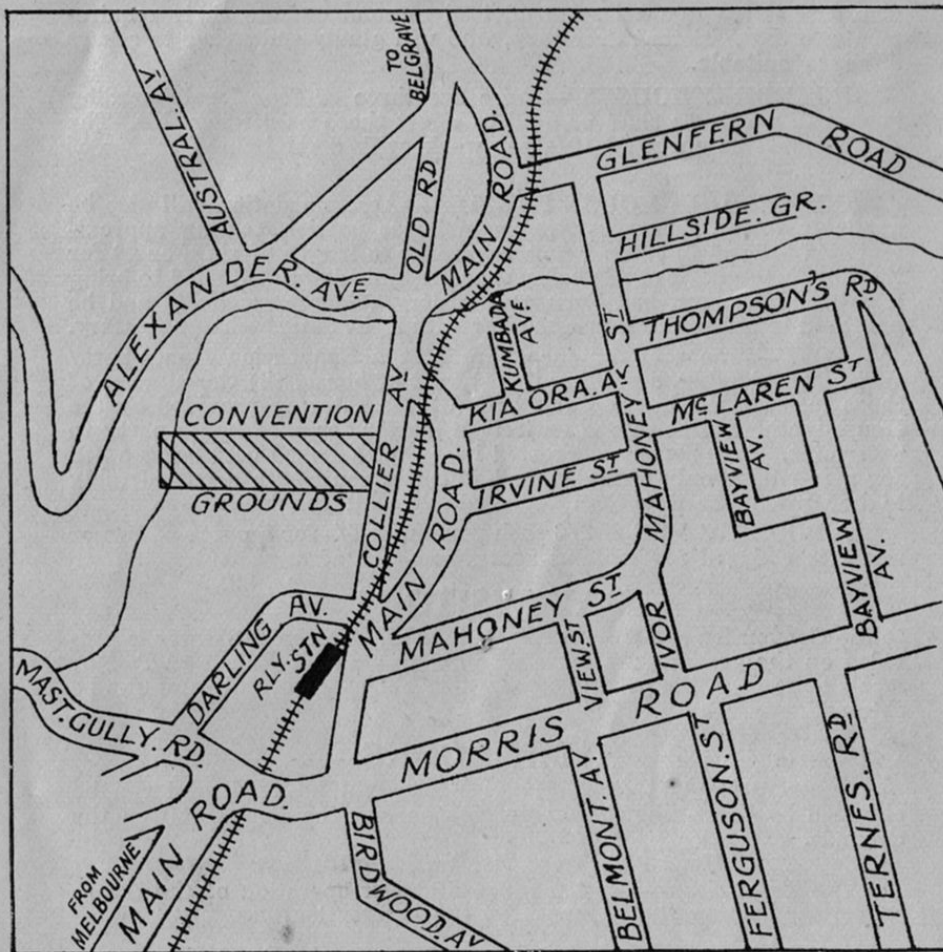 TO
BELGRAVE
AUSTRAL. AV.
OLD RD
MAIN ROAD.
GLENFERN ROAD
HILLSIDE. GR.
ALEXANDER. AVE
THOMPSON'S RD
KUMBADA
AVE
KIA ORA. AV
MAHONEY ST
McLAREN ST
CONVENTION
GROUNDS
COLLIER AV
IRVINE ST
BAYVIEW
AV.
BAYVIEW
AV.
MAIN ROAD.
DARLING AV.
RLY. STN
MAHONEY ST
VIEW ST
IVOR
MAST. GULLY. RD
MORRIS ROAD
MAIN ROAD.
FROM
MELBOURNE
BIRDWOOD. AV
BELMONT. AV
FERGUSON. ST
TERNES. RD